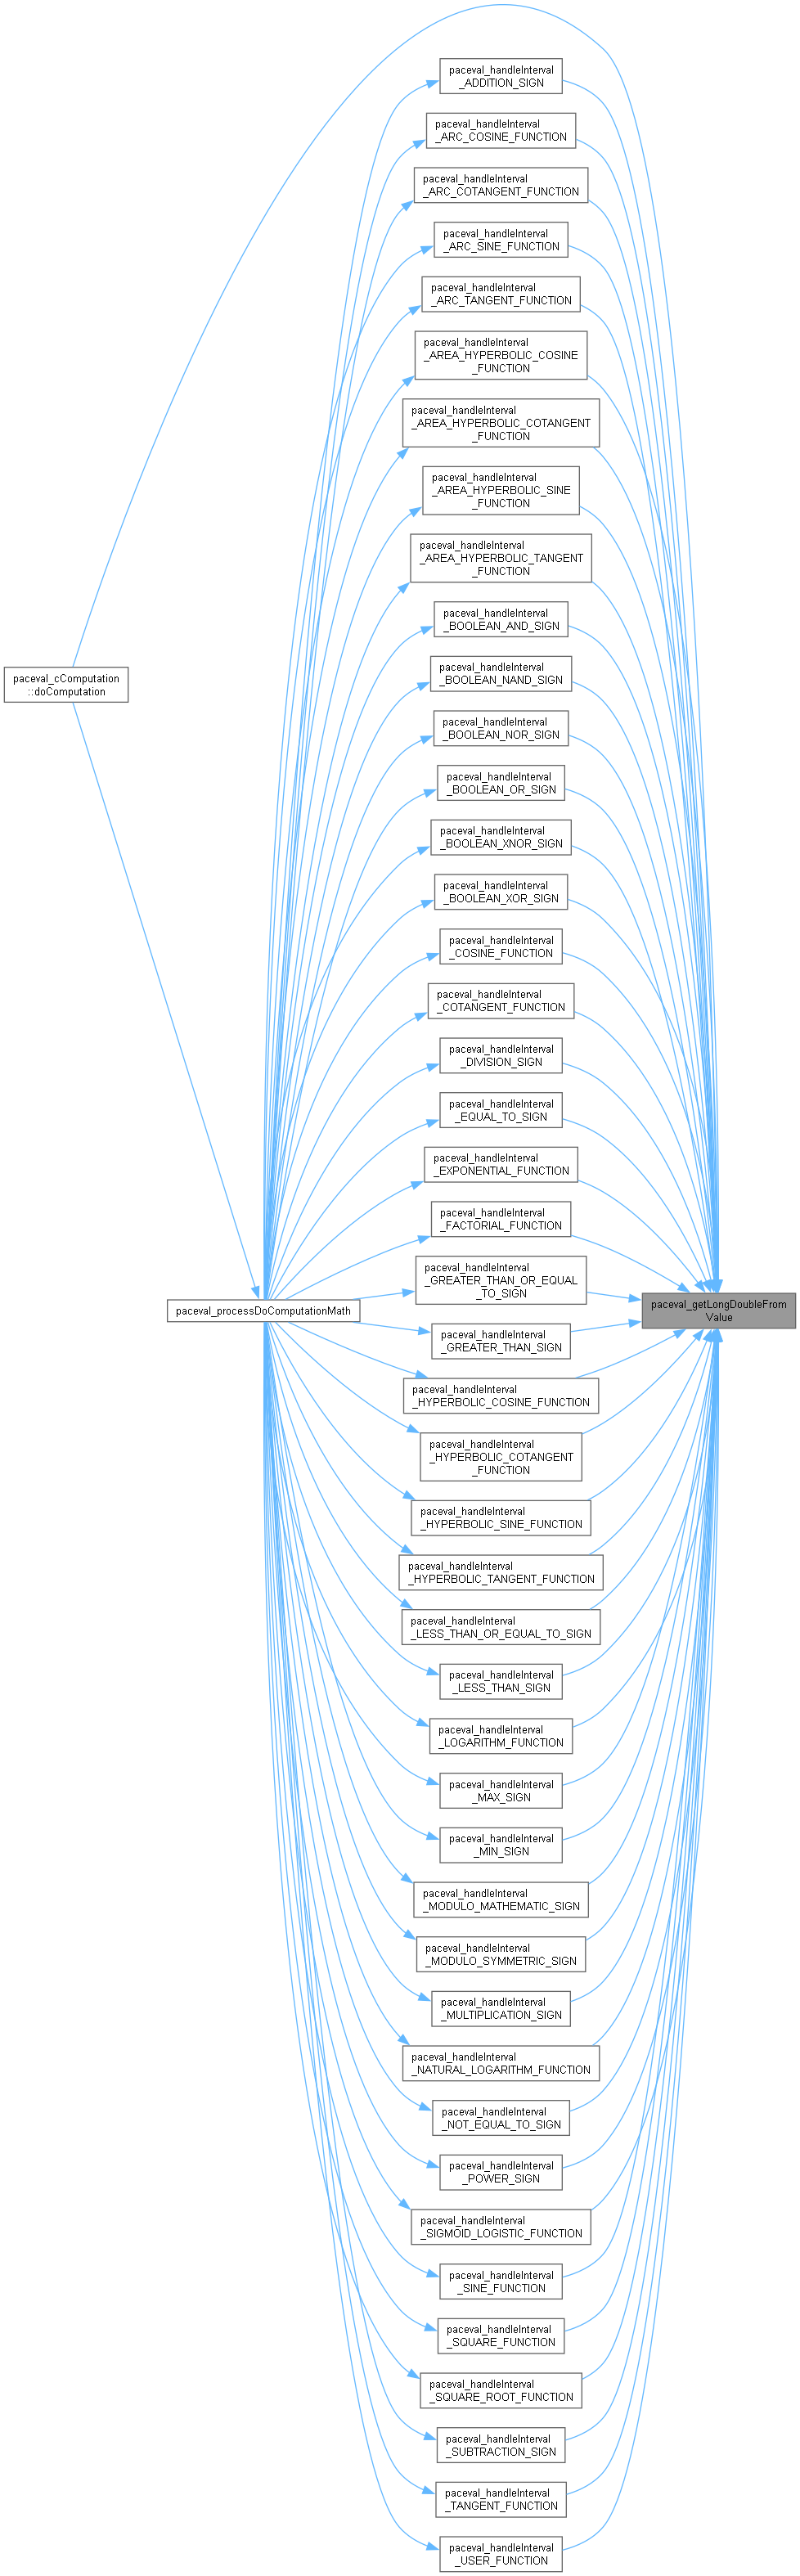 paceval_handleInterval
_ADDITION_SIGN
paceval_handleInterval
_ARC_COSINE_FUNCTION
paceval_handleInterval
_ARC_COTANGENT_FUNCTION
paceval_handleInterval
_ARC_SINE_FUNCTION
paceval_handleInterval
_ARC_TANGENT_FUNCTION
paceval_handleInterval
_AREA_HYPERBOLIC_COSINE
_FUNCTION
paceval_handleInterval
_AREA_HYPERBOLIC_COTANGENT
_FUNCTION
paceval_handleInterval
_AREA_HYPERBOLIC_SINE
_FUNCTION
paceval_handleInterval
_AREA_HYPERBOLIC_TANGENT
_FUNCTION
paceval_handleInterval
_BOOLEAN_AND_SIGN
paceval_cComputation
::doComputation
paceval_handleInterval
_BOOLEAN_NAND_SIGN
paceval_handleInterval
_BOOLEAN_NOR_SIGN
paceval_handleInterval
_BOOLEAN_OR_SIGN
paceval_handleInterval
_BOOLEAN_XNOR_SIGN
paceval_handleInterval
_BOOLEAN_XOR_SIGN
paceval_handleInterval
_COSINE_FUNCTION
paceval_handleInterval
_COTANGENT_FUNCTION
paceval_handleInterval
_DIVISION_SIGN
paceval_handleInterval
_EQUAL_TO_SIGN
paceval_handleInterval
_EXPONENTIAL_FUNCTION
paceval_handleInterval
_FACTORIAL_FUNCTION
paceval_handleInterval
_GREATER_THAN_OR_EQUAL
_TO_SIGN
paceval_processDoComputationMath
paceval_getLongDoubleFrom
Value
paceval_handleInterval
_GREATER_THAN_SIGN
paceval_handleInterval
_HYPERBOLIC_COSINE_FUNCTION
paceval_handleInterval
_HYPERBOLIC_COTANGENT
_FUNCTION
paceval_handleInterval
_HYPERBOLIC_SINE_FUNCTION
paceval_handleInterval
_HYPERBOLIC_TANGENT_FUNCTION
paceval_handleInterval
_LESS_THAN_OR_EQUAL_TO_SIGN
paceval_handleInterval
_LESS_THAN_SIGN
paceval_handleInterval
_LOGARITHM_FUNCTION
paceval_handleInterval
_MAX_SIGN
paceval_handleInterval
_MIN_SIGN
paceval_handleInterval
_MODULO_MATHEMATIC_SIGN
paceval_handleInterval
_MODULO_SYMMETRIC_SIGN
paceval_handleInterval
_MULTIPLICATION_SIGN
paceval_handleInterval
_NATURAL_LOGARITHM_FUNCTION
paceval_handleInterval
_NOT_EQUAL_TO_SIGN
paceval_handleInterval
_POWER_SIGN
paceval_handleInterval
_SIGMOID_LOGISTIC_FUNCTION
paceval_handleInterval
_SINE_FUNCTION
paceval_handleInterval
_SQUARE_FUNCTION
paceval_handleInterval
_SQUARE_ROOT_FUNCTION
paceval_handleInterval
_SUBTRACTION_SIGN
paceval_handleInterval
_TANGENT_FUNCTION
paceval_handleInterval
_USER_FUNCTION